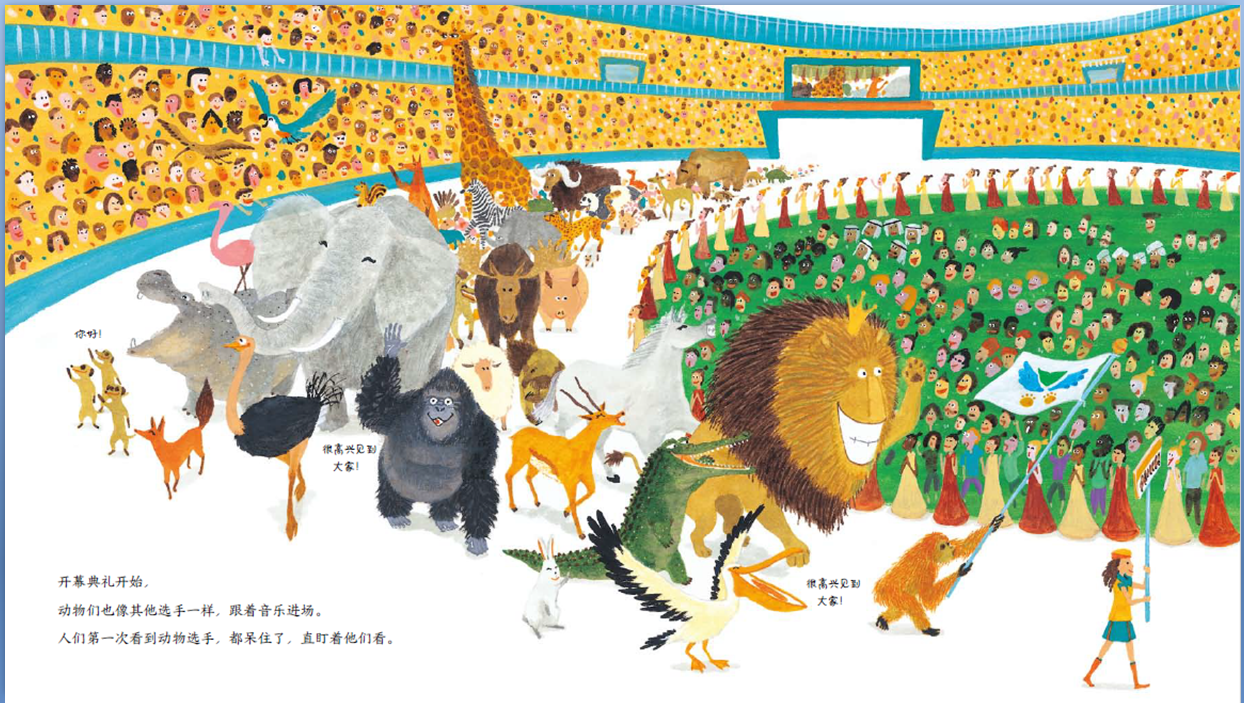 你好!
很高兴见到
大家!
很高兴见到
大家!
开幕典礼开始，
动物们也像其他选手一样，跟着音乐进场。
人们第一次看到动物选手，都呆住了，直盯着他们看。